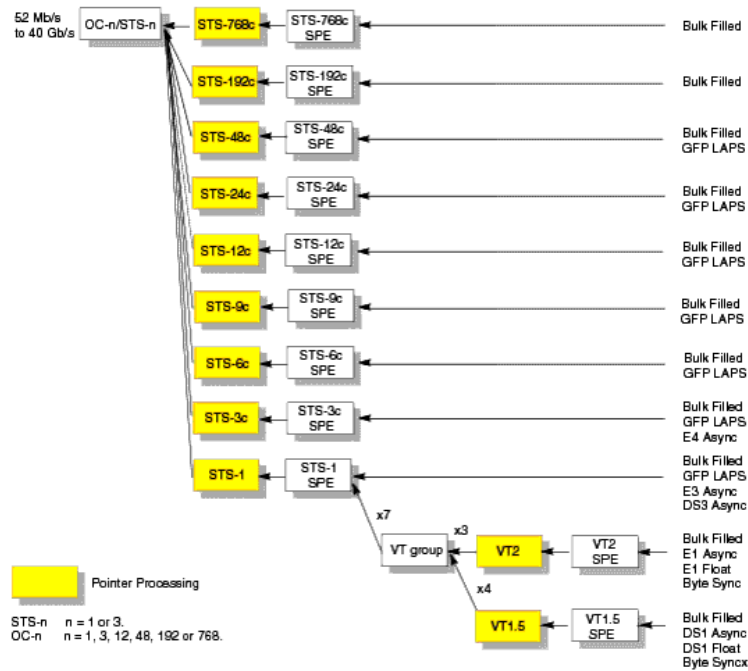 52 Mb/s
to 40 Gb/s
OC-n/STS-n
STS-768c
STS-768c
SPE
Bulk Filled
STS-192c
STS-192c
SPE
Bulk Filled
STS-48c
STS-48c
SPE
Bulk Filled
GFP LAPS
STS-24c
STS-24c
SPE
Bulk Filled
GFP LAPS
STS-12c
STS-12c
SPE
Bulk Filled
GFP LAPS
STS-9c
STS-9c
SPE
Bulk Filled
GFP LAPS
STS-6c
STS-6c
SPE
Bulk Filled
GFP LAPS
STS-3c
STS-3c
SPE
Bulk Filled
GFP LAPS
E4 Async
STS-1
STS-1
SPE
Bulk Filled
GFP LAPS
E3 Async
DS3 Async
x7
VT group
x3
VT2
VT2
SPE
Bulk Filled
E1 Async
E1 Float
Byte Sync
x4
VT1.5
VT1.5
SPE
Bulk Filled
DS1 Async
DS1 Float
Byte Syncx
Pointer Processing
STS-n n = 1 or 3.
OC-n n = 1, 3, 12, 48, 192 or 768.